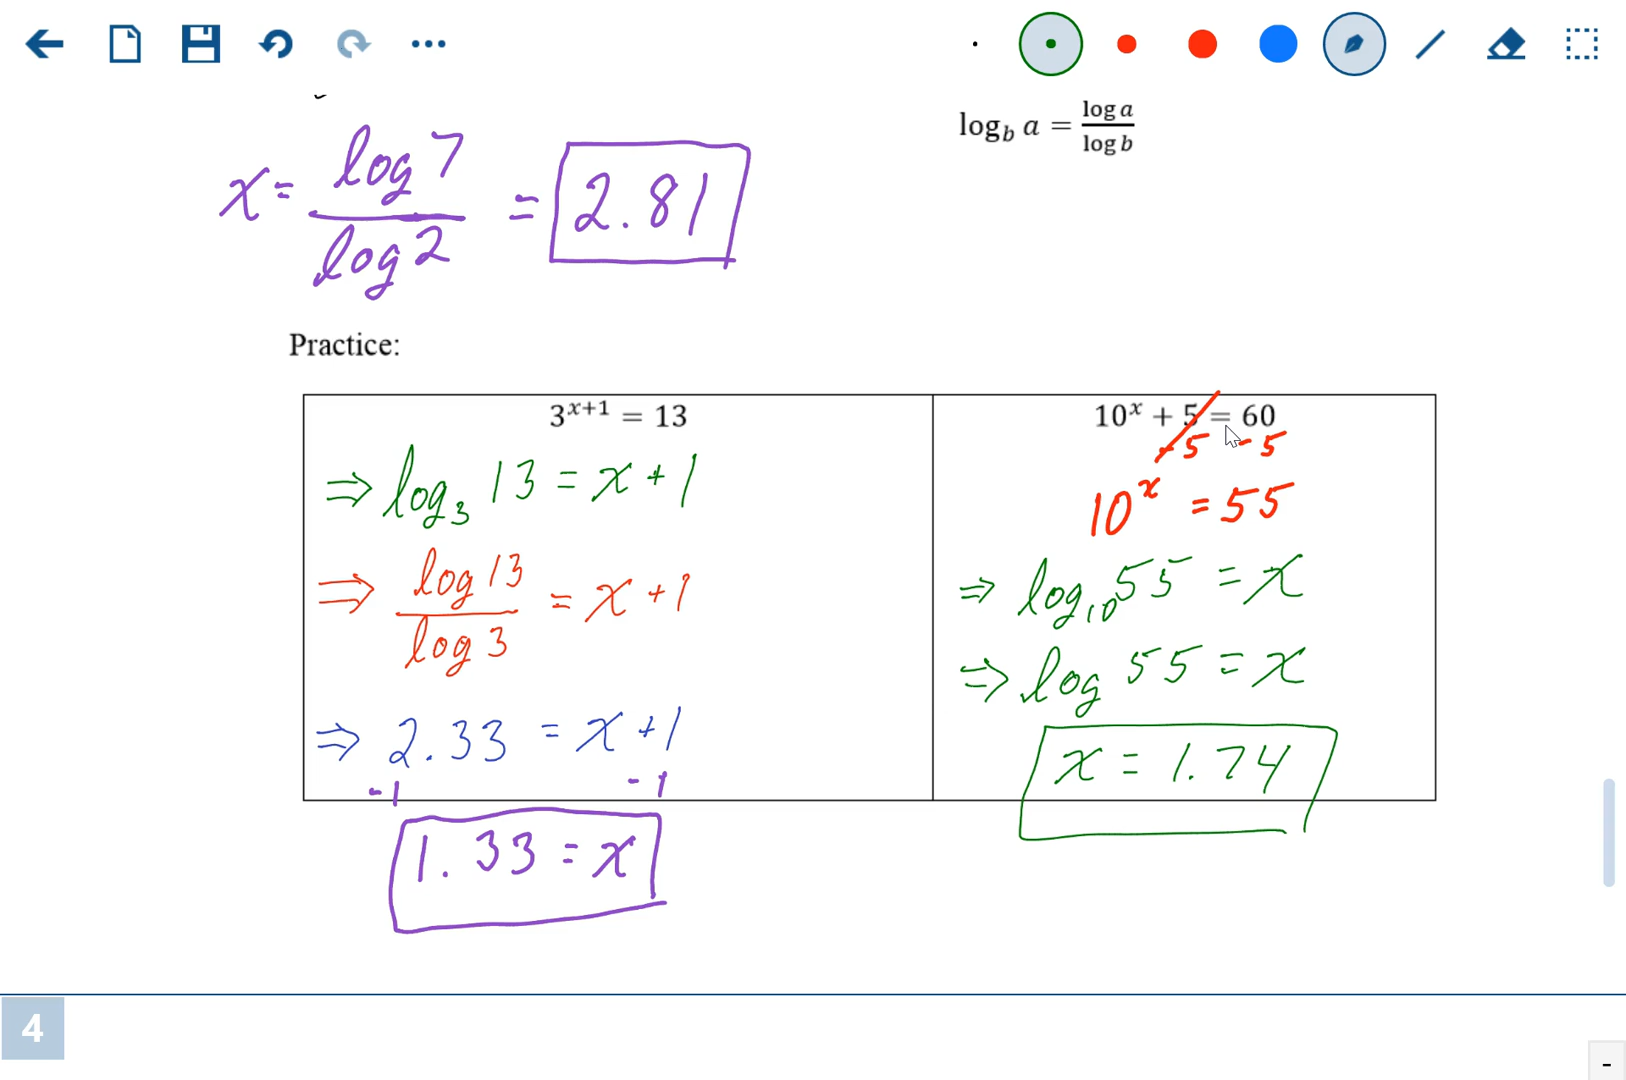 x = log 7 / log 2 = 2.81
log_b a = log a / log b
Practice:
3^{x+1} = 13
⇒ log_3 13 = x + 1
⇒ log 13 / log 3 = x + 1
⇒ 2.33 = x + 1
-1 -1
1.33 = x
10^x + 5 = 60
-5 -5
10^x = 55
⇒ log_10 55 = x
⇒ log 55 = x
x = 1.74
4